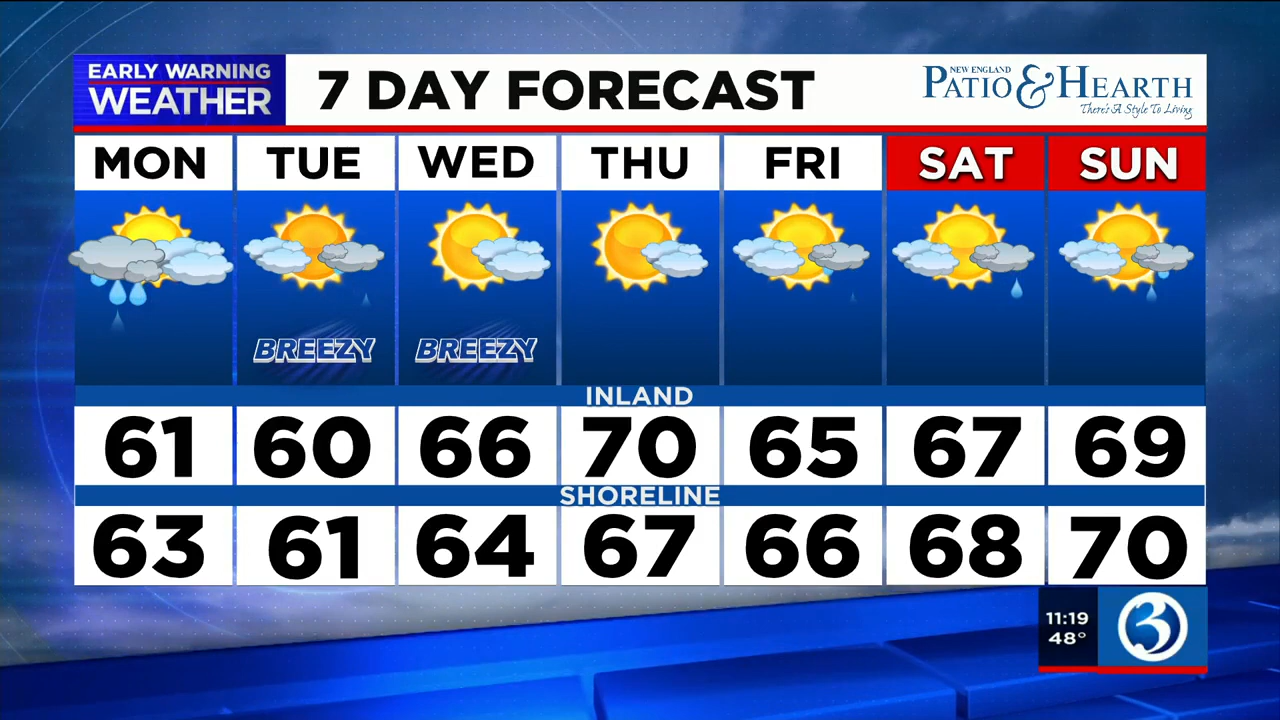 EARLY WARNING
WEATHER
7 DAY FORECAST
NEW ENGLAND
PATIO & HEARTH
There's A Style To Living
MON TUE WED THU FRI SAT SUN
BREEZY BREEZY
INLAND
61 60 66 70 65 67 69
SHORELINE
63 61 64 67 66 68 70
11:19
48°
3